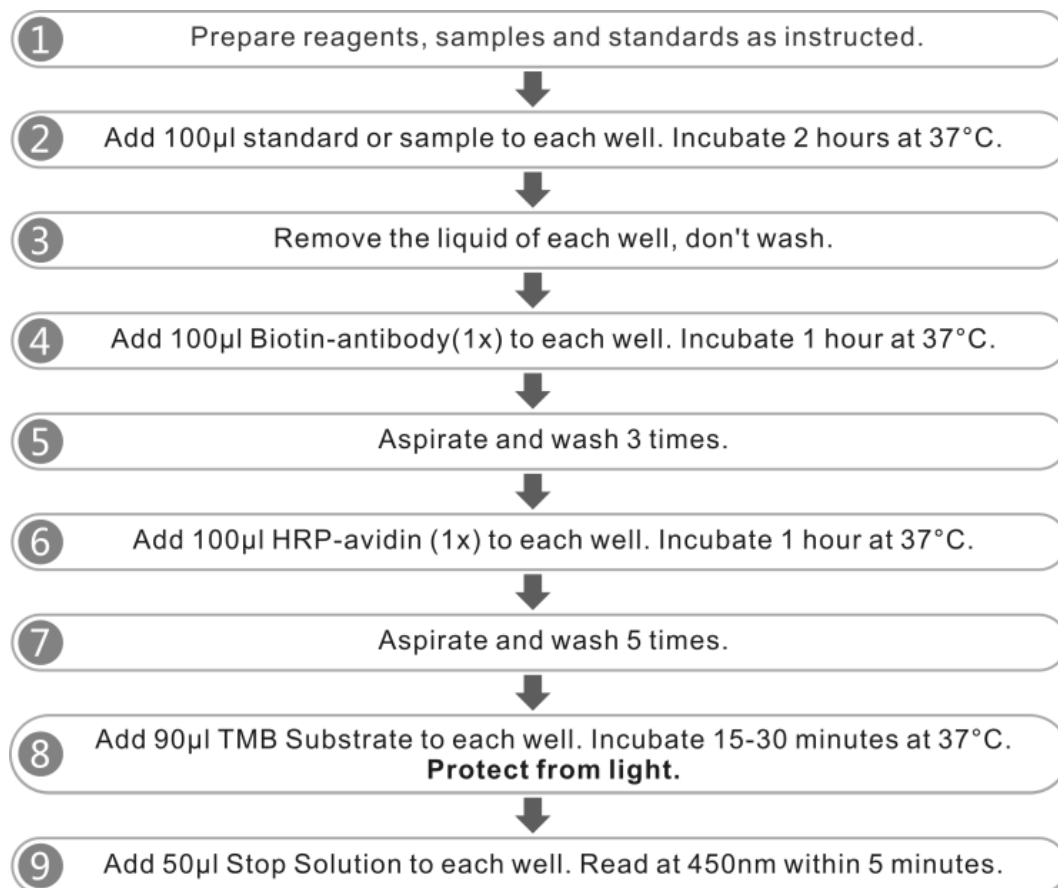 1 Prepare reagents, samples and standards as instructed.
2 Add 100μl standard or sample to each well. Incubate 2 hours at 37°C.
3 Remove the liquid of each well, don't wash.
4 Add 100μl Biotin-antibody(1x) to each well. Incubate 1 hour at 37°C.
5 Aspirate and wash 3 times.
6 Add 100μl HRP-avidin (1x) to each well. Incubate 1 hour at 37°C.
7 Aspirate and wash 5 times.
8 Add 90μl TMB Substrate to each well. Incubate 15-30 minutes at 37°C.
Protect from light.
9 Add 50μl Stop Solution to each well. Read at 450nm within 5 minutes.